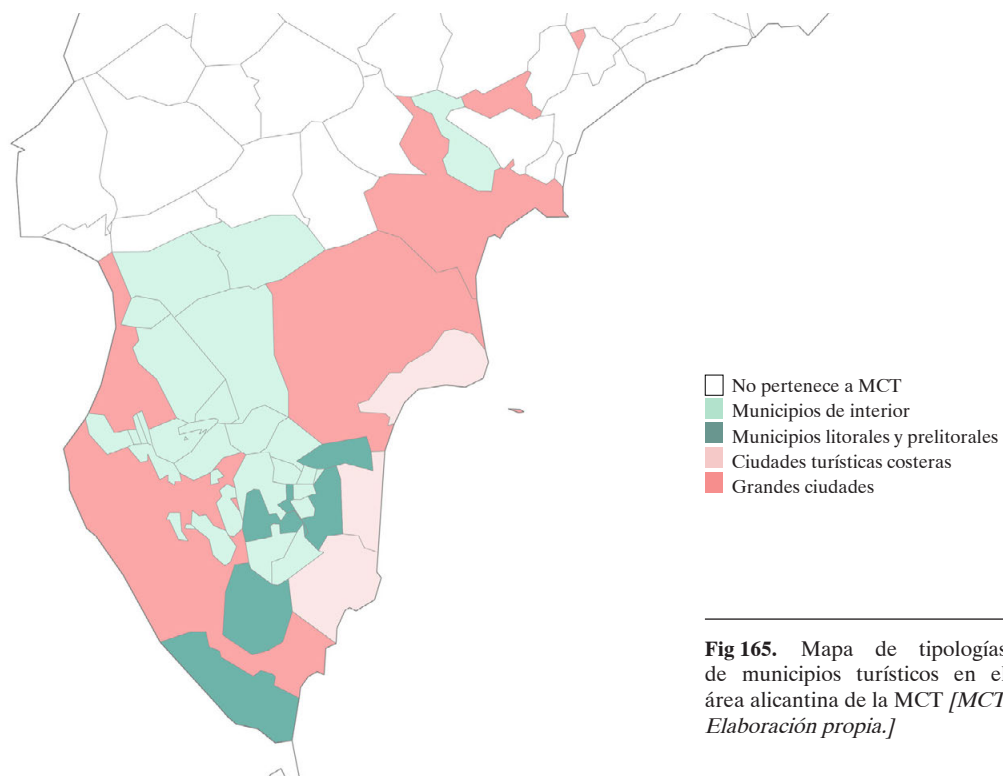 No pertenece a MCT
Municipios de interior
Municipios litorales y prelitorales
Ciudades turísticas costeras
Grandes ciudades
Fig 165. Mapa de tipologías
de municipios turísticos en el
área alicantina de la MCT [MCT
Elaboración propia.]